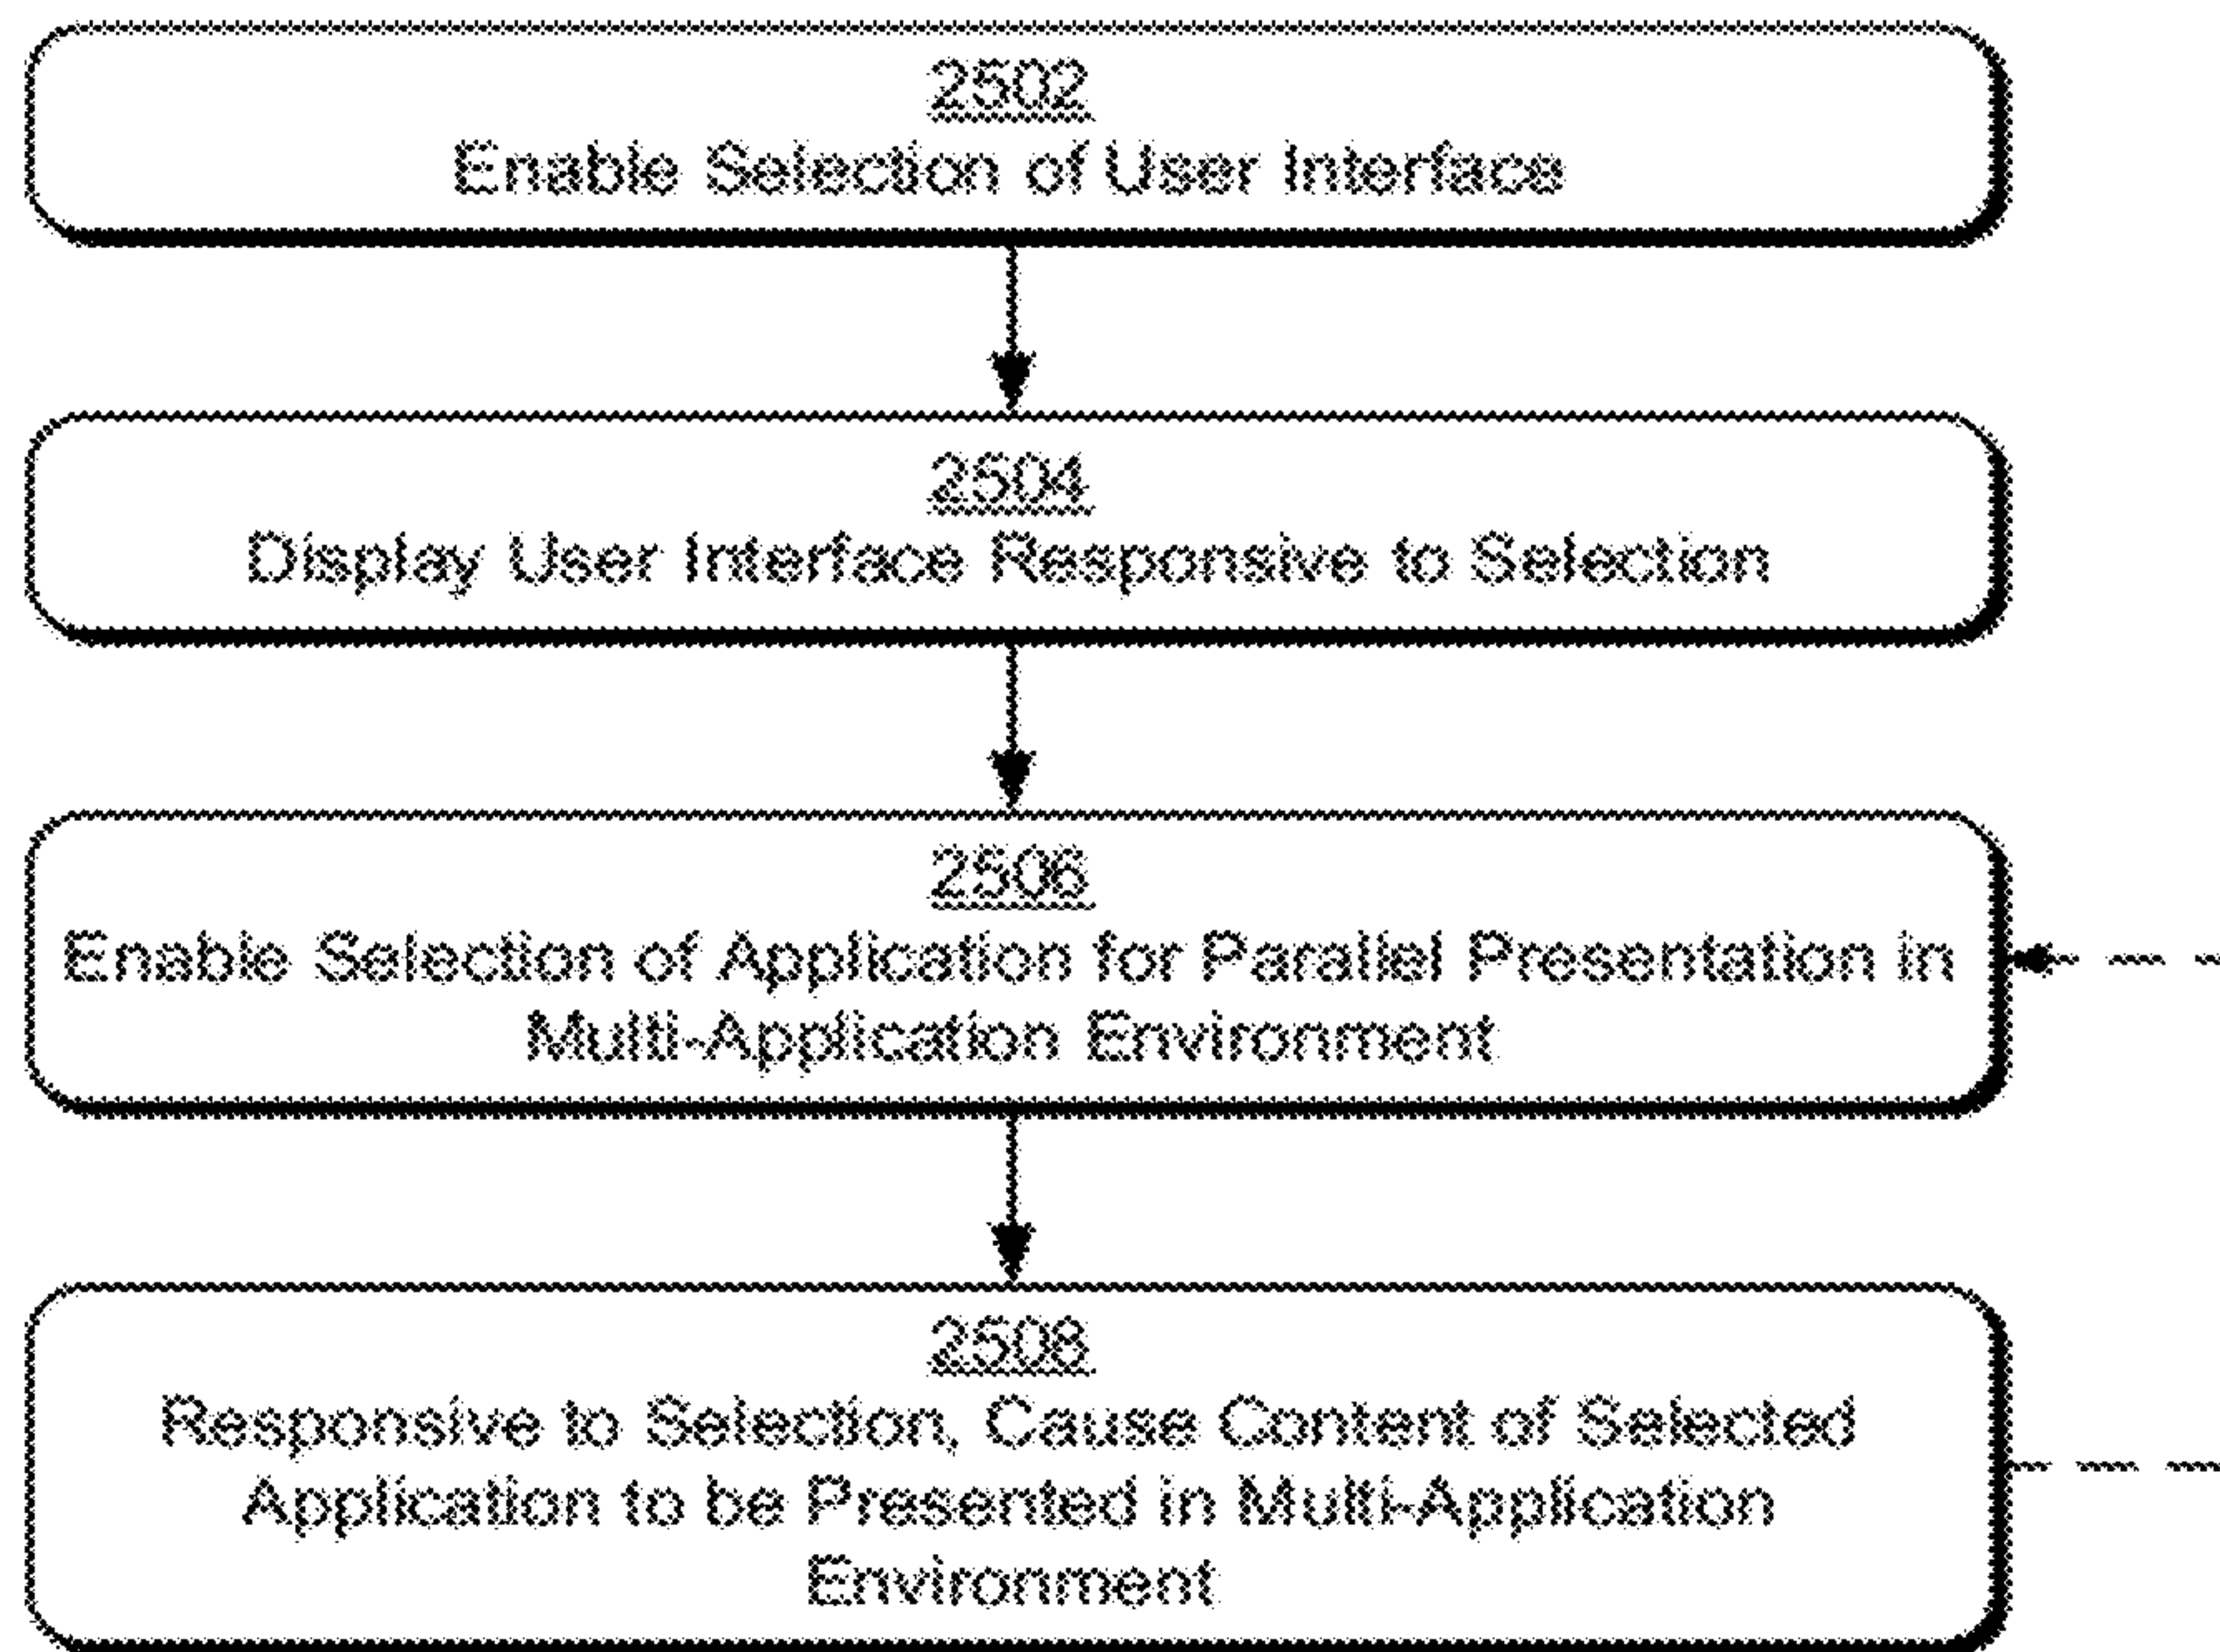 2502
Enable Selection of User Interface
2504
Display User Interface Responsive to Selection
2506
Enable Selection of Application for Parallel Presentation in
Multi-Application Environment
2508
Responsive to Selection, Cause Content of Selected
Application to be Presented in Multi-Application
Environment